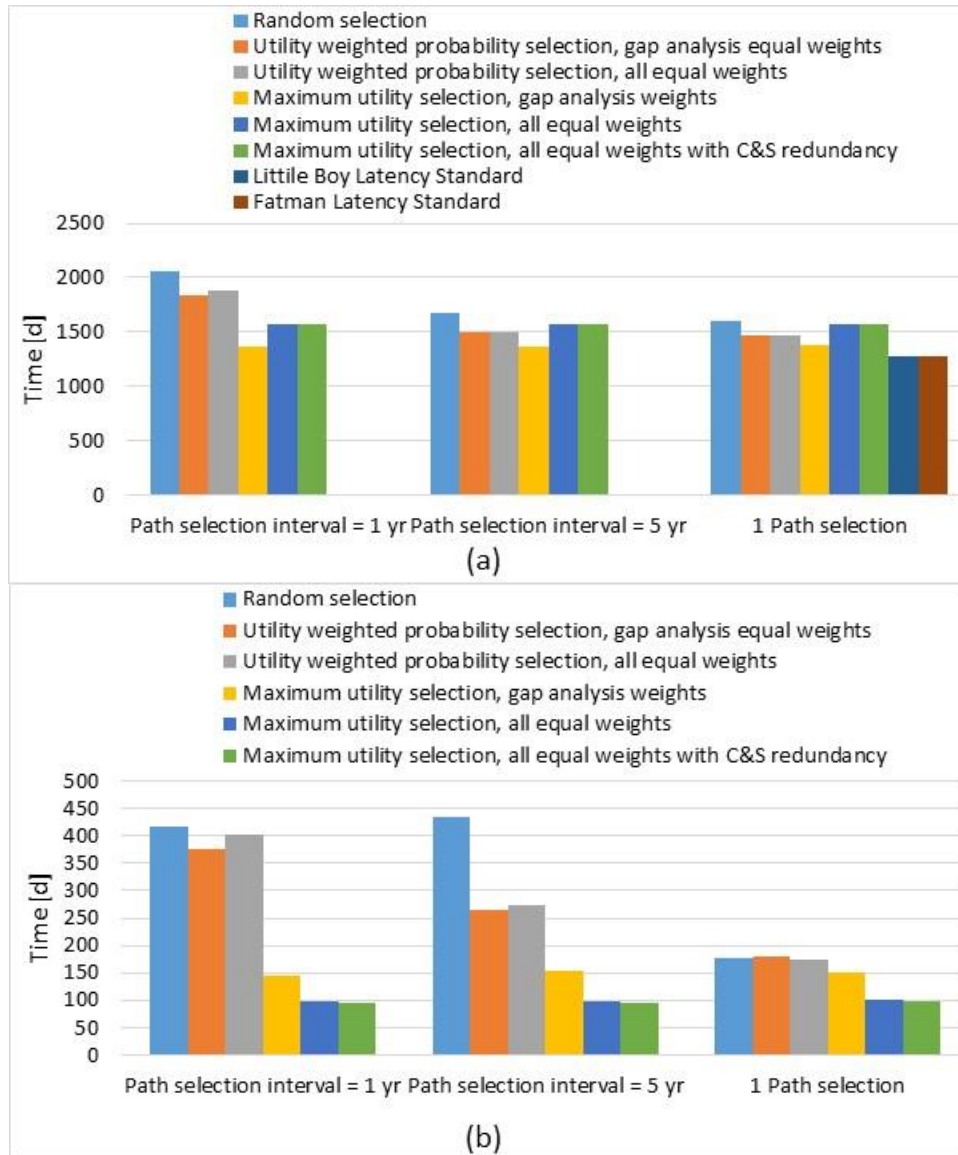 Random selection
Utility weighted probability selection, gap analysis equal weights
Utility weighted probability selection, all equal weights
Maximum utility selection, gap analysis weights
Maximum utility selection, all equal weights
Maximum utility selection, all equal weights with C&S redundancy
Littile Boy Latency Standard
Fatman Latency Standard
Time [d]
2500
2000
1500
1000
500
0
Path selection interval = 1 yr Path selection interval = 5 yr 1 Path selection
(a)
Random selection
Utility weighted probability selection, gap analysis equal weights
Utility weighted probability selection, all equal weights
Maximum utility selection, gap analysis weights
Maximum utility selection, all equal weights
Maximum utility selection, all equal weights with C&S redundancy
Time [d]
500
450
400
350
300
250
200
150
100
50
0
Path selection interval = 1 yr Path selection interval = 5 yr 1 Path selection
(b)